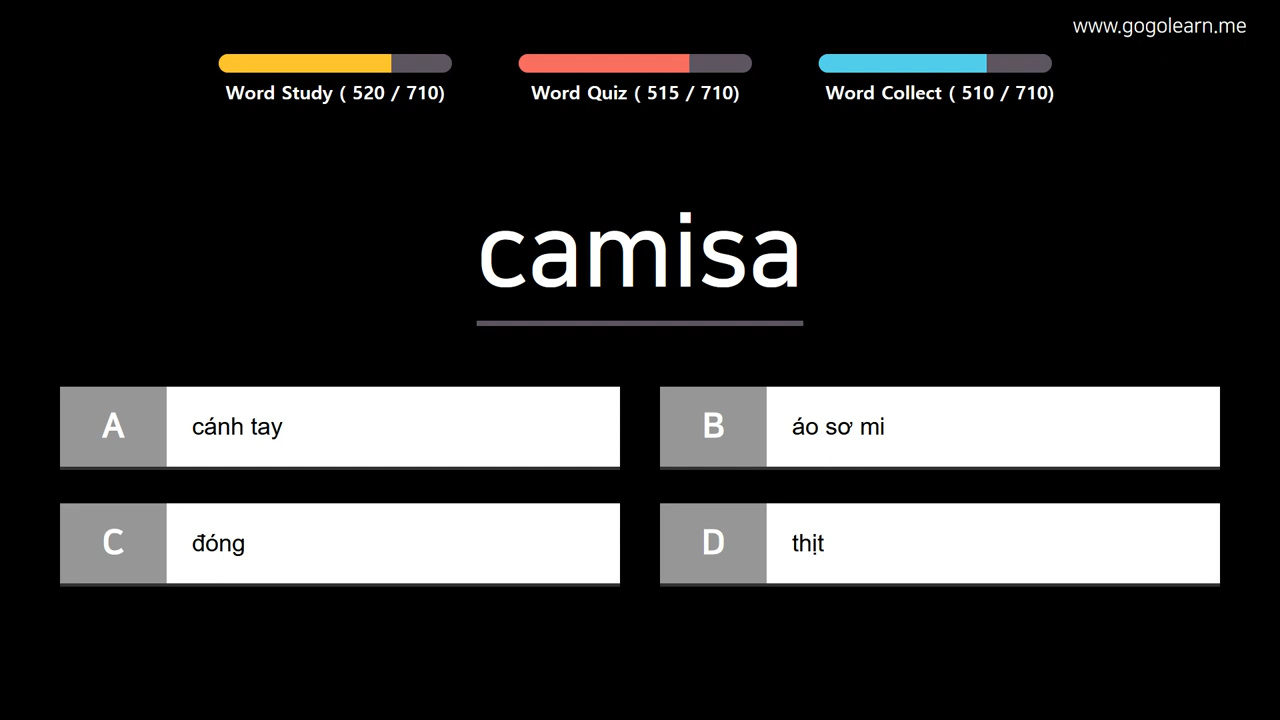 www.gogolearn.me
Word Study ( 520 / 710)
Word Quiz ( 515 / 710)
Word Collect ( 510 / 710)
camisa
A cánh tay
B áo sơ mi
C đóng
D thịt